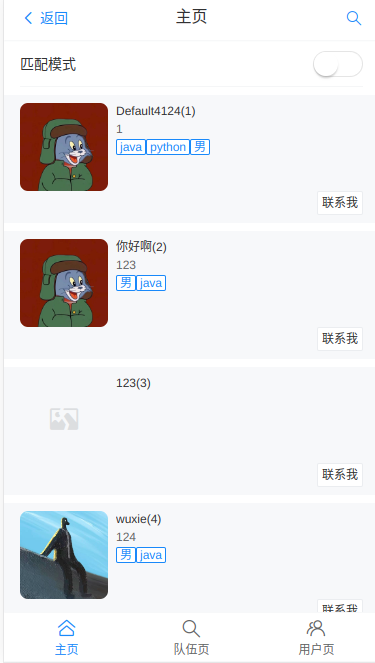 返回 主页
匹配模式
Default4124(1)
1
java python 男
联系我
你好啊(2)
123
男 java
联系我
123(3)
联系我
wuxie(4)
124
男 java
联系我
主页 队伍页 用户页